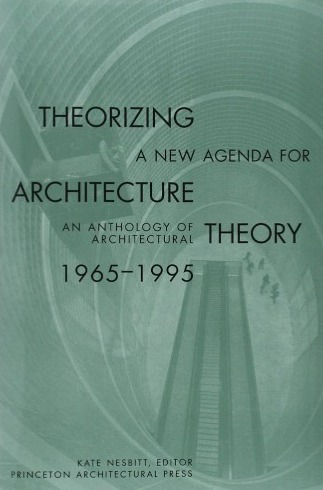 THEORIZING
A NEW AGENDA FOR
ARCHITECTURE
AN ANTHOLOGY OF
ARCHITECTURAL THEORY
1965–1995
KATE NESBITT, EDITOR
PRINCETON ARCHITECTURAL PRESS